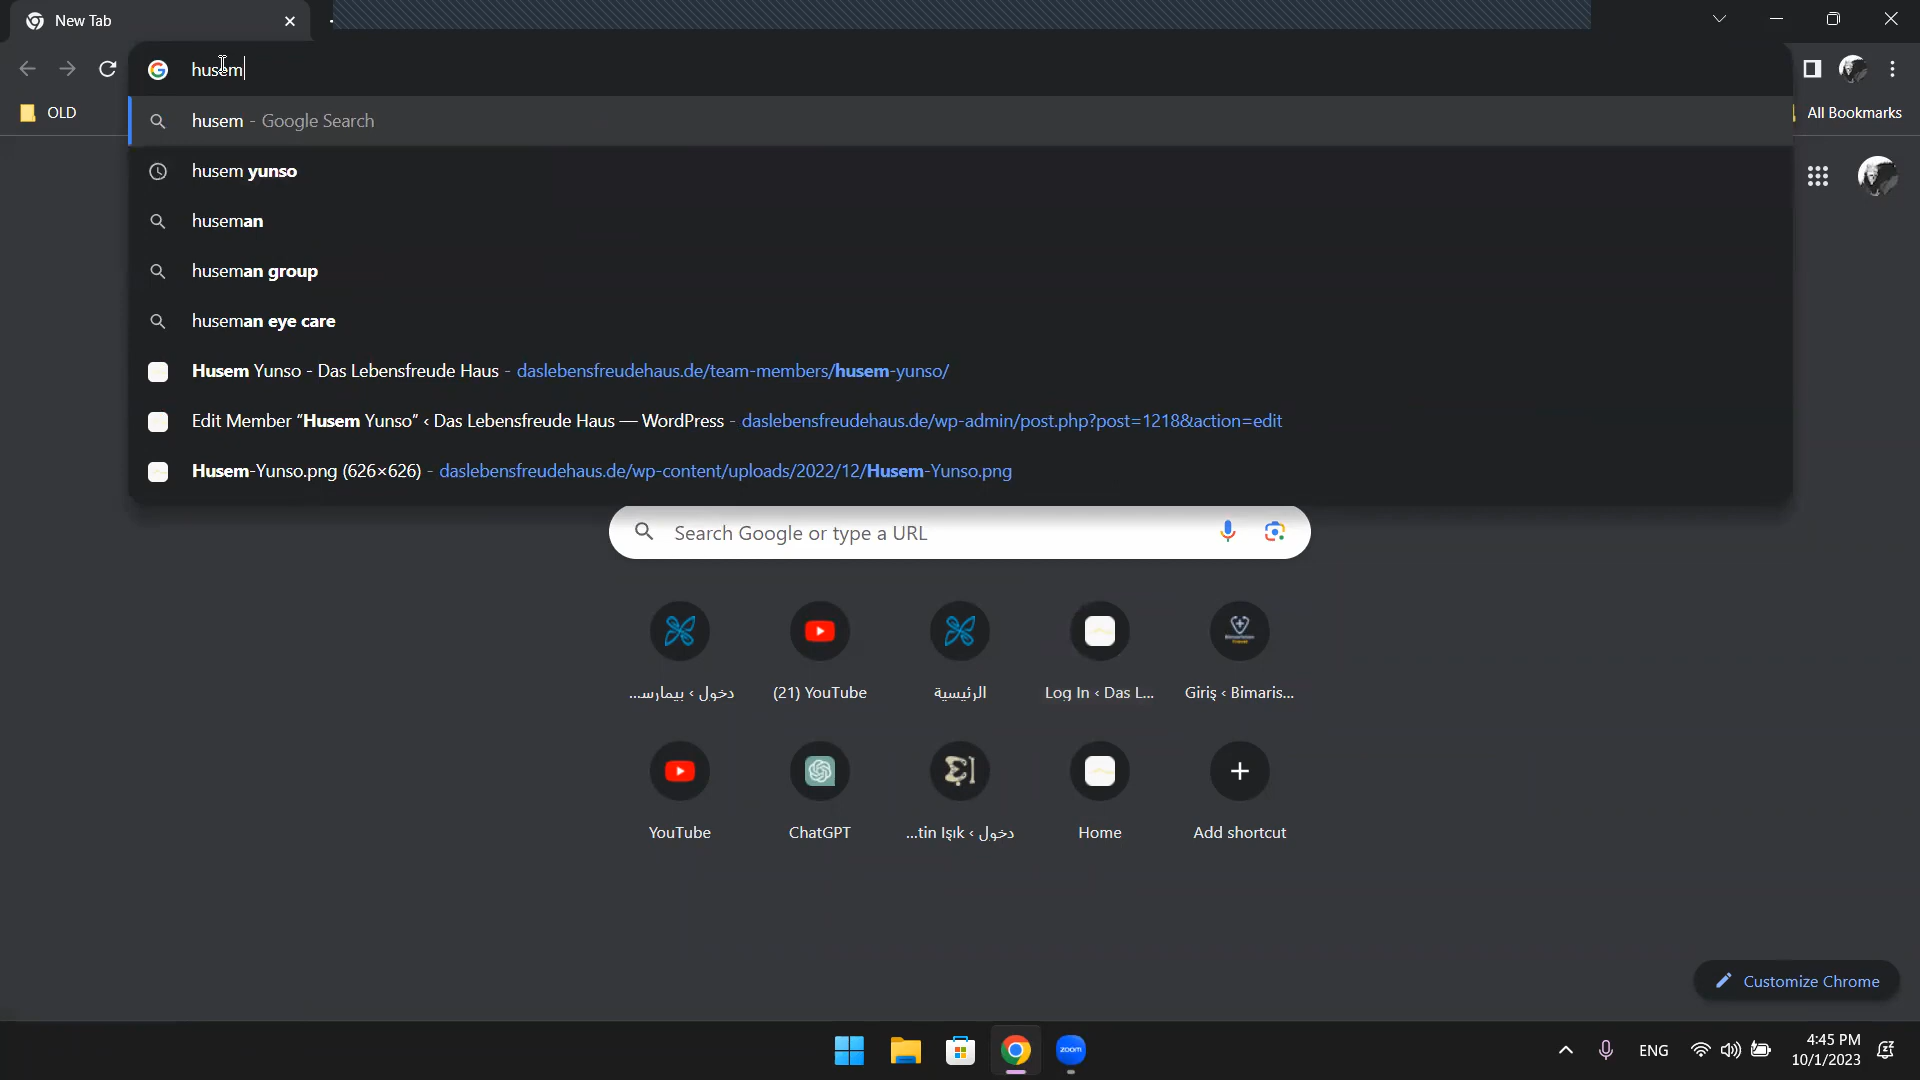 New Tab
husem
OLD
All Bookmarks
husem - Google Search
husem yunso
huseman
huseman group
huseman eye care
Husem Yunso - Das Lebensfreude Haus - daslebensfreudehaus.de/team-members/husem-yunso/
Edit Member “Husem Yunso” ‹ Das Lebensfreude Haus — WordPress - daslebensfreudehaus.de/wp-admin/post.php?post=1218&action=edit
Husem-Yunso.png (626×626) - daslebensfreudehaus.de/wp-content/uploads/2022/12/Husem-Yunso.png
Search Google or type a URL
دخول ‹ بيمارس... (21) YouTube الرئيسية Log In ‹ Das L... Giriş ‹ Bimaris...
YouTube ChatGPT ...tin Işık ‹ دخول Home Add shortcut
Customize Chrome
zoom
ENG
4:45 PM
10/1/2023